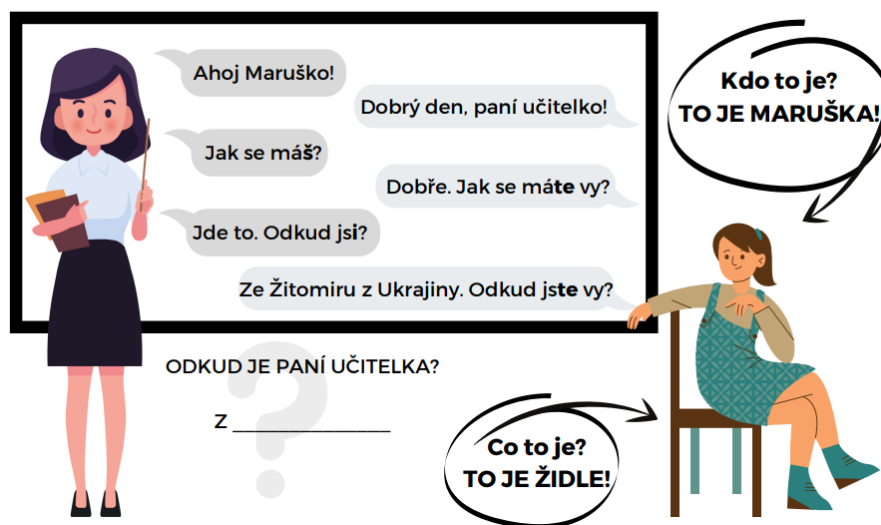 Ahoj Maruško!
Dobrý den, paní učitelko!
Jak se máš?
Dobře. Jak se máte vy?
Jde to. Odkud jsi?
Ze Žitomiru z Ukrajiny. Odkud jste vy?
Kdo to je?
TO JE MARUŠKA!
ODKUD JE PANÍ UČITELKA?
?
Z _______________
Co to je?
TO JE ŽIDLE!